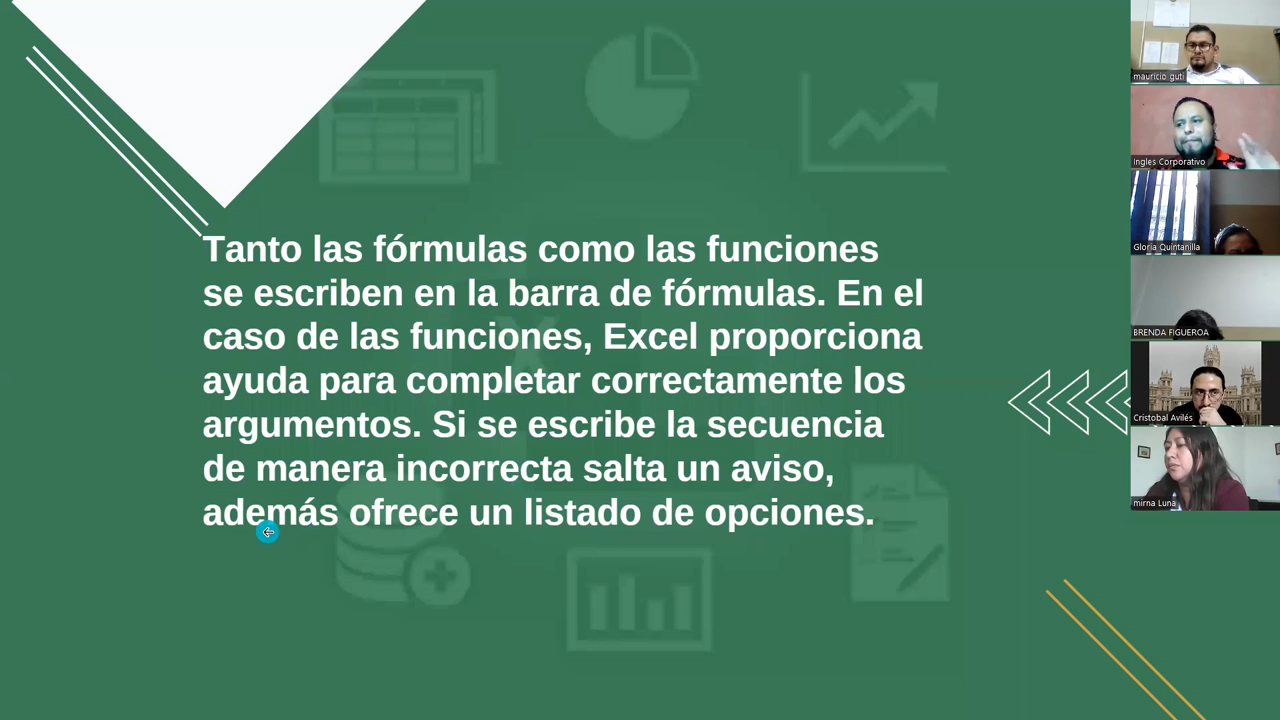 Tanto las fórmulas como las funciones
se escriben en la barra de fórmulas. En el
caso de las funciones, Excel proporciona
ayuda para completar correctamente los
argumentos. Si se escribe la secuencia
de manera incorrecta salta un aviso,
además ofrece un listado de opciones.
mauricio guti
Ingles Corporativo
Gloria Quintanilla
BRENDA FIGUEROA
Cristobal Avilés
mirna Luna